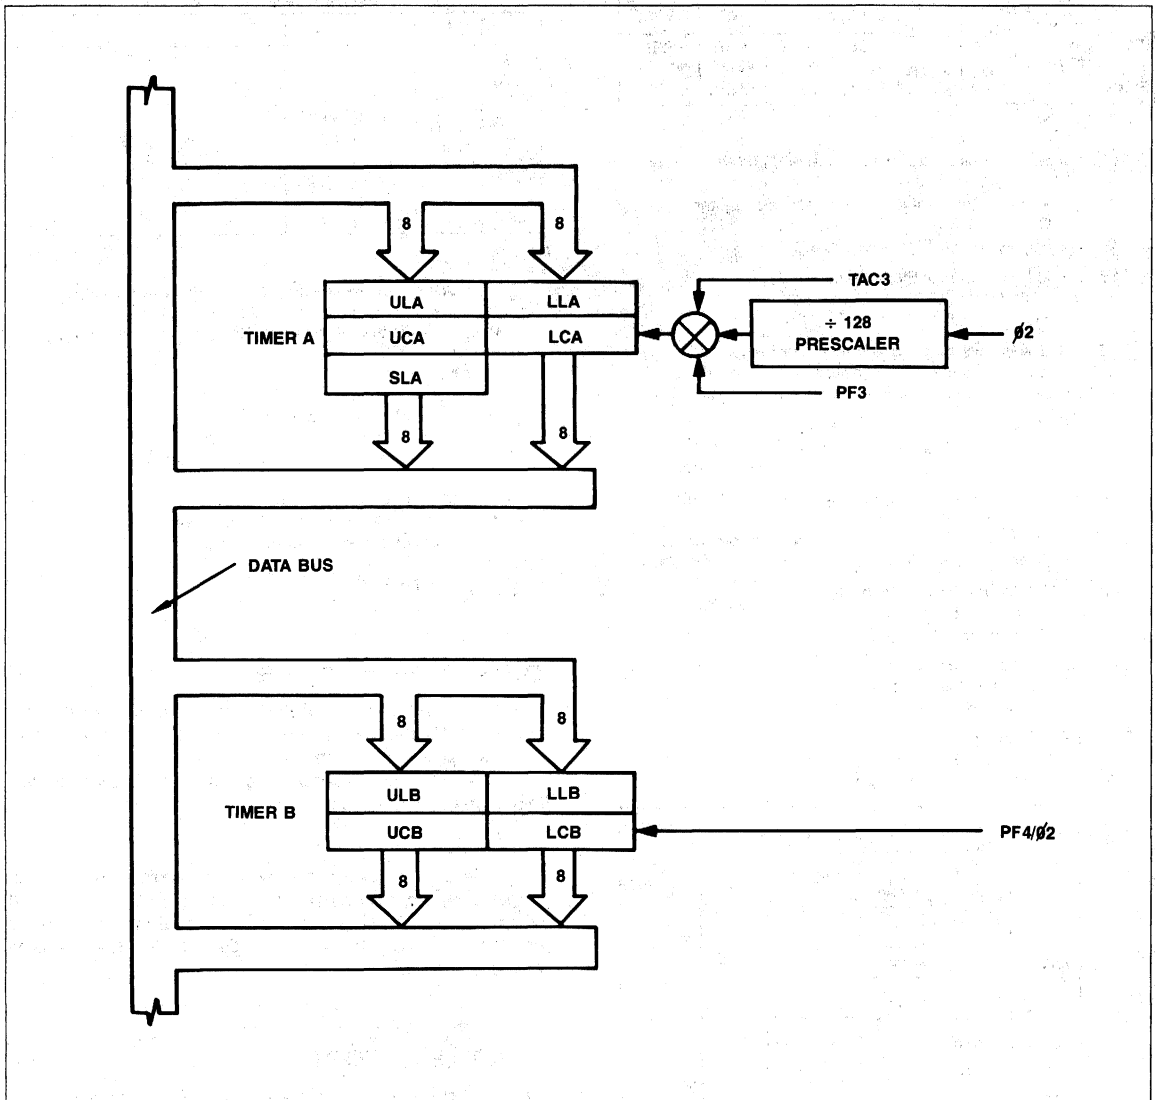 8 8
ULA LLA
TIMER A UCA LCA
SLA
8 8
TAC3
÷ 128
PRESCALER
ø2
PF3
DATA BUS
8 8
ULB LLB
TIMER B UCB LCB
PF4/ø2
8 8